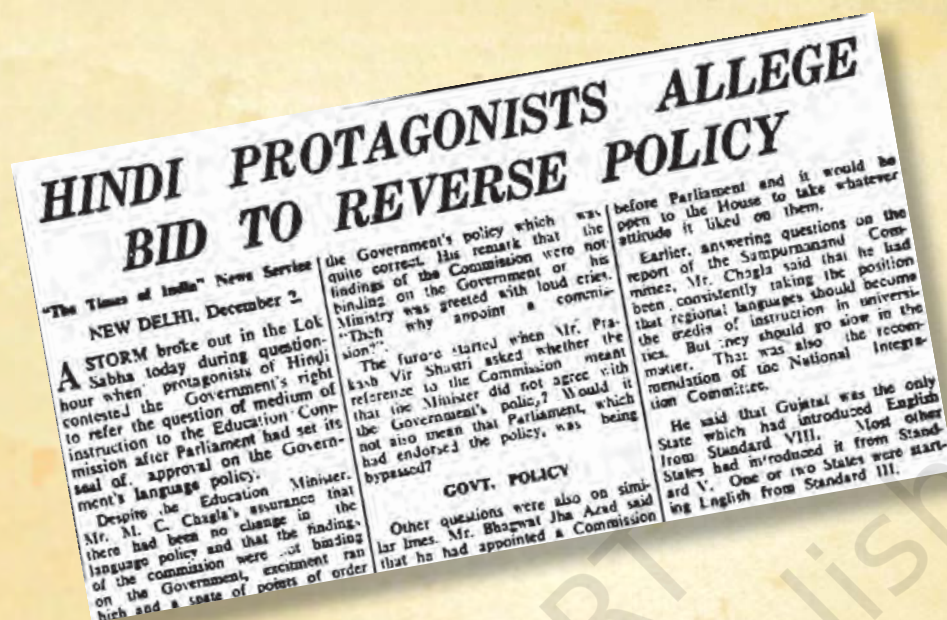 HINDI PROTAGONISTS ALLEGE
BID TO REVERSE POLICY
"The Times of India" News Service
NEW DELHI, December 2.
A STORM broke out in the Lok
Sabha today during question-
hour when protagonists of Hindi
contested the Government's right
to refer the question of medium of
instruction to the Education Com-
mission after Parliament had set its
seal of approval on the Govern-
ment's language policy.
Despite the Education Minister,
Mr. M. C. Chagla's assurance that
there had been no change in the
language policy and that the findings
of the commission were not binding
on the Government, excitment ran
high and a spate of points of order
the Government's policy which was
quite correct. His remark that the
findings of the Commission were not
binding on the Government or his
Ministry was greeted with loud cries.
"Then why appoint a commis-
sion?"
The furore started when Mr. Pra-
kash Vir Shastri asked whether the
reference to the Commission meant
that the Minister did not agree with
the Government's policy? Would it
not also mean that Parliament, which
had endorsed the policy, was being
bypassed?
GOVT. POLICY
Other questions were also on simi-
lar lines. Mr. Bhagwat Jha Azad said
that he had appointed a Commission
before Parliament and it would be
open to the House to take whatever
attitude it liked on them.
Earlier, answering questions on the
report of the Sampurnanand Com-
mittee, Mr. Chagla said that he had
been consistently taking the position
that regional languages should become
the media of instruction in universi-
ties. But they should go slow in the
matter. That was also the recom-
mendation of the National Integra-
tion Committee.
He said that Gujarat was the only
State which had introduced English
from Standard VIII. Most other
States had introduced it from Stand-
ard V. One or two States were start-
ing English from Standard III.